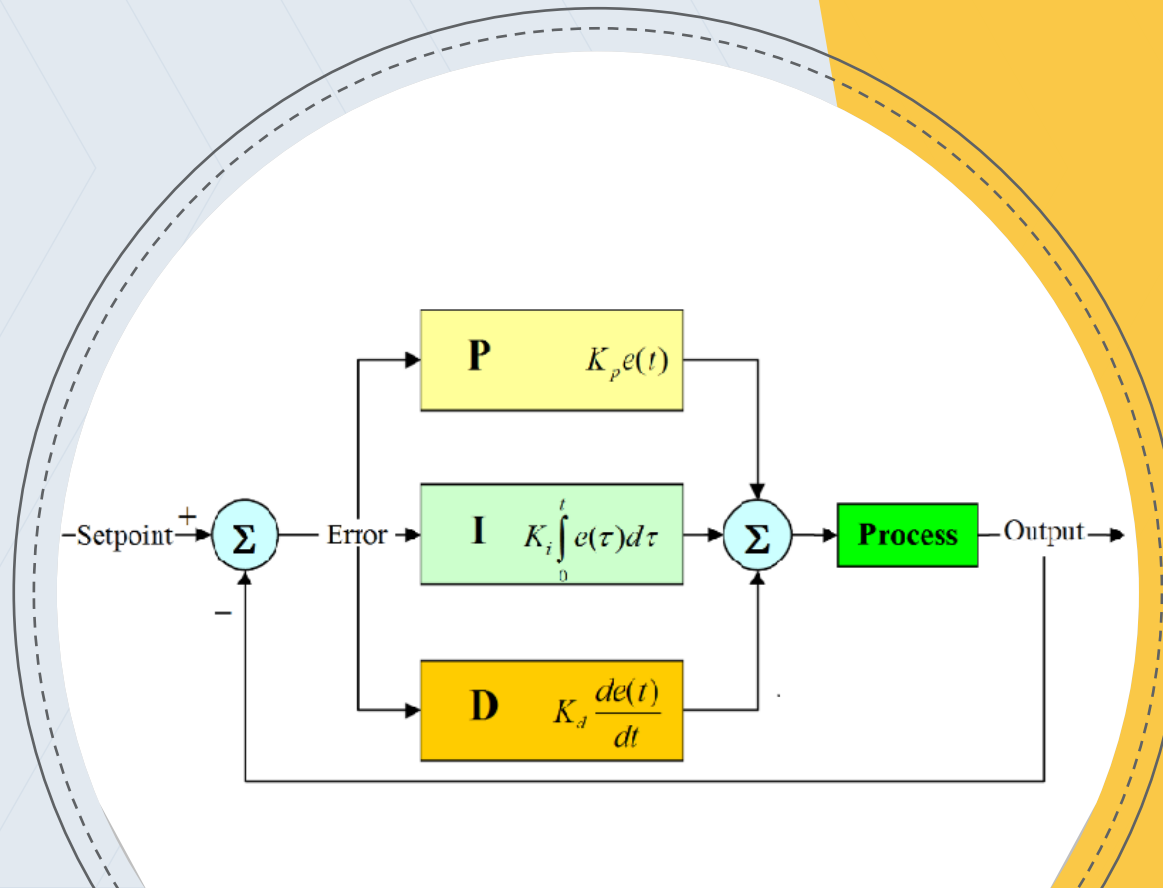 P K_p e(t)
+
Setpoint Σ Error I K_i ∫_0^t e(τ)dτ Σ Process Output
−
D K_d de(t)/dt